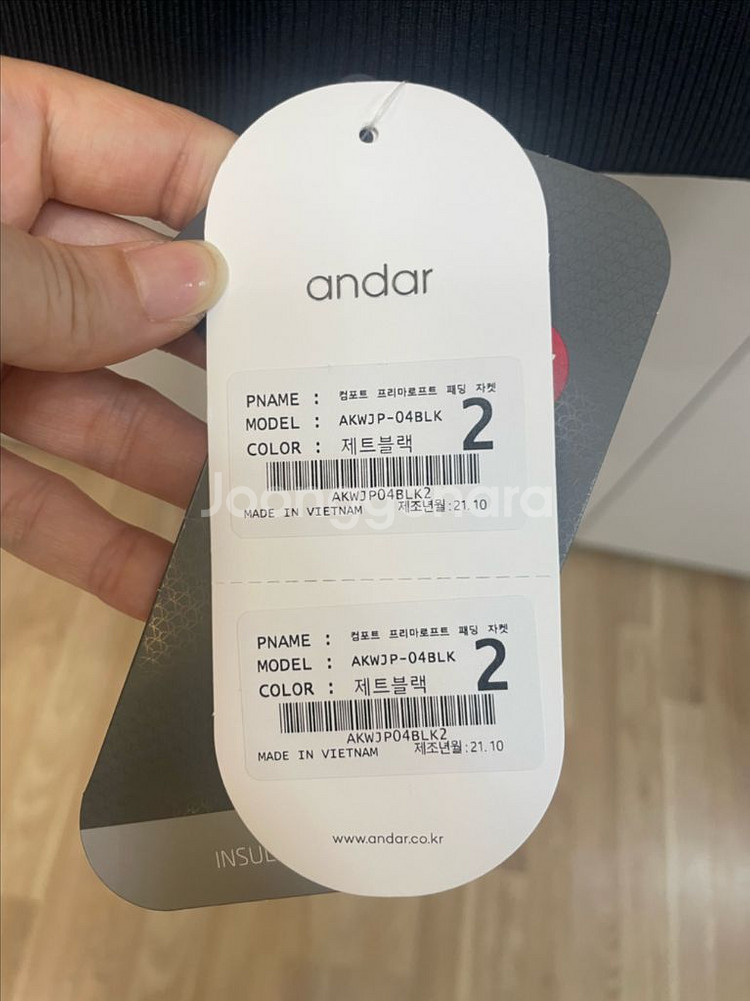 andar
PNAME : 컴포트 프리마로프트 패딩 자켓
MODEL : AKWJP-04BLK
COLOR : 제트블랙
2
AKWJP04BLK2
MADE IN VIETNAM 제조년월:21.10
Joonggonara
PNAME : 컴포트 프리마로프트 패딩 자켓
MODEL : AKWJP-04BLK
COLOR : 제트블랙
2
AKWJP04BLK2
MADE IN VIETNAM 제조년월:21.10
www.andar.co.kr